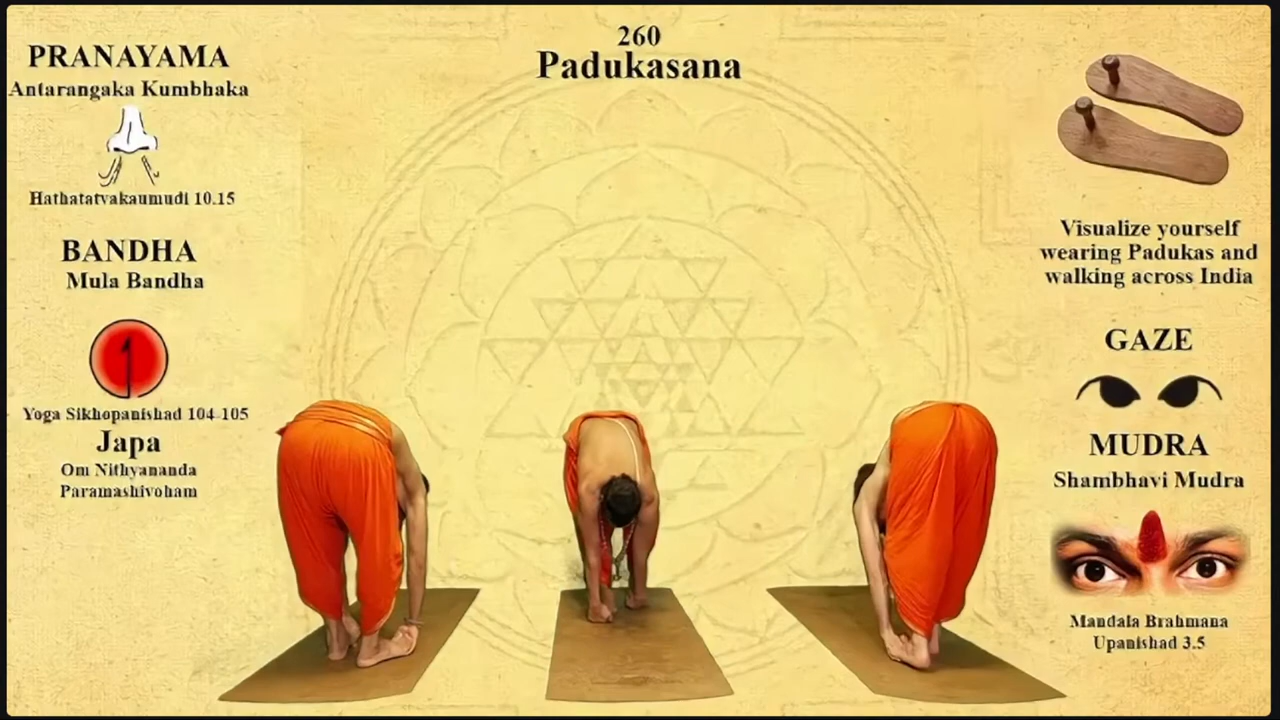 260
Padukasana
PRANAYAMA
Antarangaka Kumbhaka
Hathatatvakaumudi 10.15
BANDHA
Mula Bandha
Yoga Sikhopanishad 104-105
Japa
Om Nithyananda
Paramashivoham
Visualize yourself
wearing Padukas and
walking across India
GAZE
MUDRA
Shambhavi Mudra
Mandala Brahmana
Upanishad 3.5